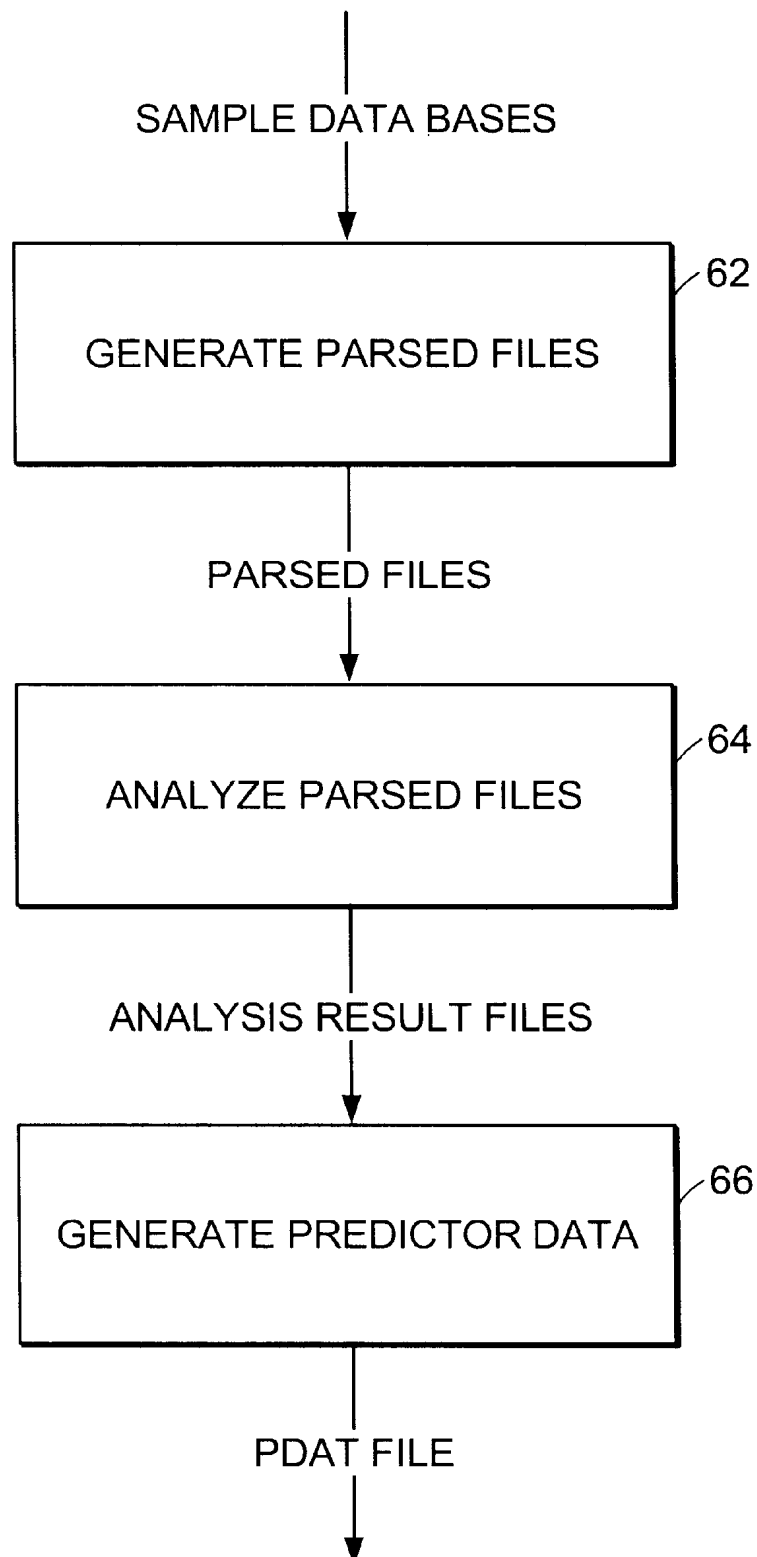 SAMPLE DATA BASES
62
GENERATE PARSED FILES
PARSED FILES
64
ANALYZE PARSED FILES
ANALYSIS RESULT FILES
66
GENERATE PREDICTOR DATA
PDAT FILE